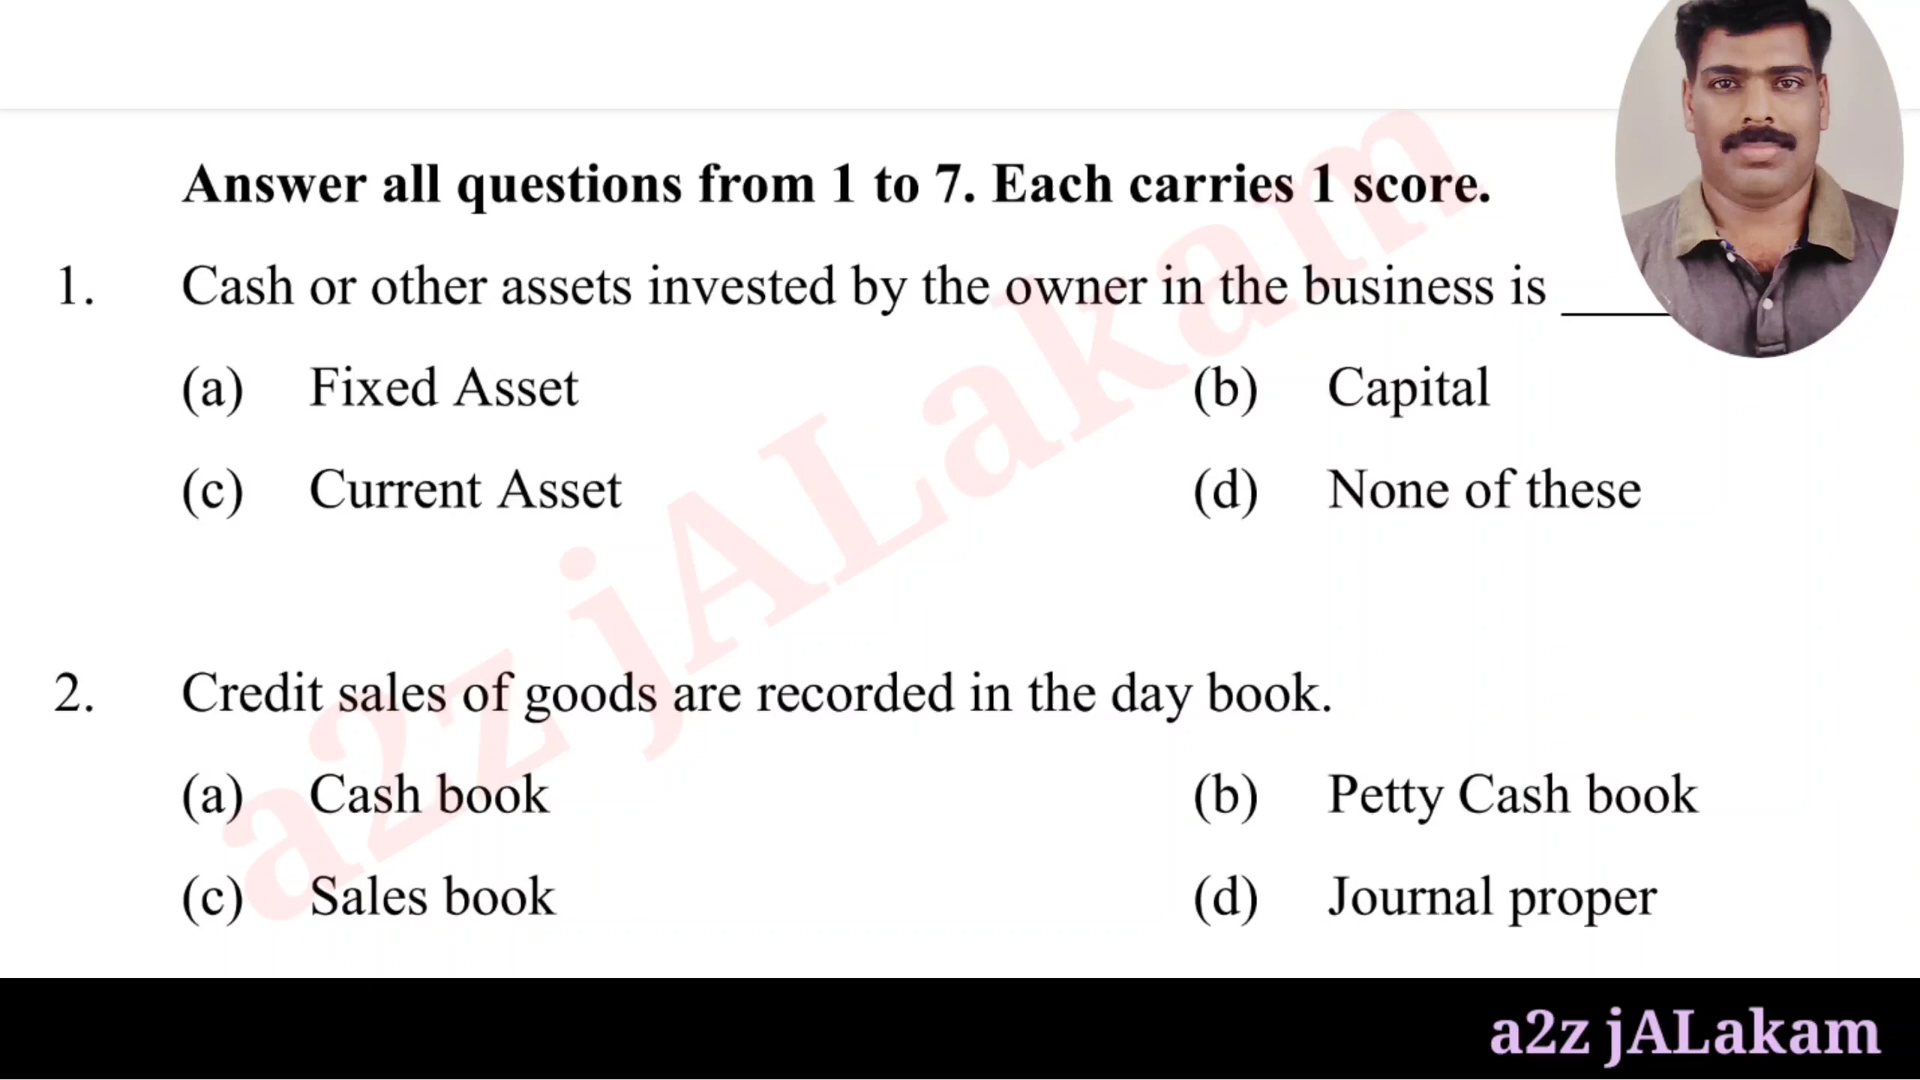 Answer all questions from 1 to 7. Each carries 1 score.
1. Cash or other assets invested by the owner in the business is _____
(a) Fixed Asset (b) Capital
(c) Current Asset (d) None of these
2. Credit sales of goods are recorded in the day book.
(a) Cash book (b) Petty Cash book
(c) Sales book (d) Journal proper
a2z jALakam
a2z jALakam